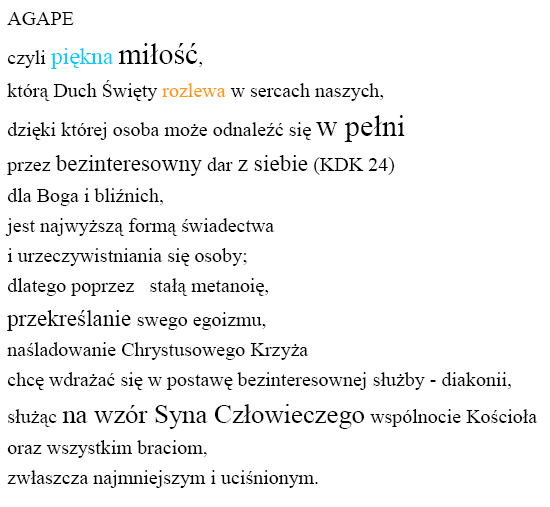 AGAPE
czyli piękna miłość,
którą Duch Święty rozlewa w sercach naszych,
dzięki której osoba może odnaleźć się w pełni
przez bezinteresowny dar z siebie (KDK 24)
dla Boga i bliźnich,
jest najwyższą formą świadectwa
i urzeczywistniania się osoby;
dlatego poprzez stałą metanoię,
przekreślanie swego egoizmu,
naśladowanie Chrystusowego Krzyża
chcę wdrażać się w postawę bezinteresownej służby - diakonii,
służąc na wzór Syna Człowieczego wspólnocie Kościoła
oraz wszystkim braciom,
zwłaszcza najmniejszym i uciśnionym.